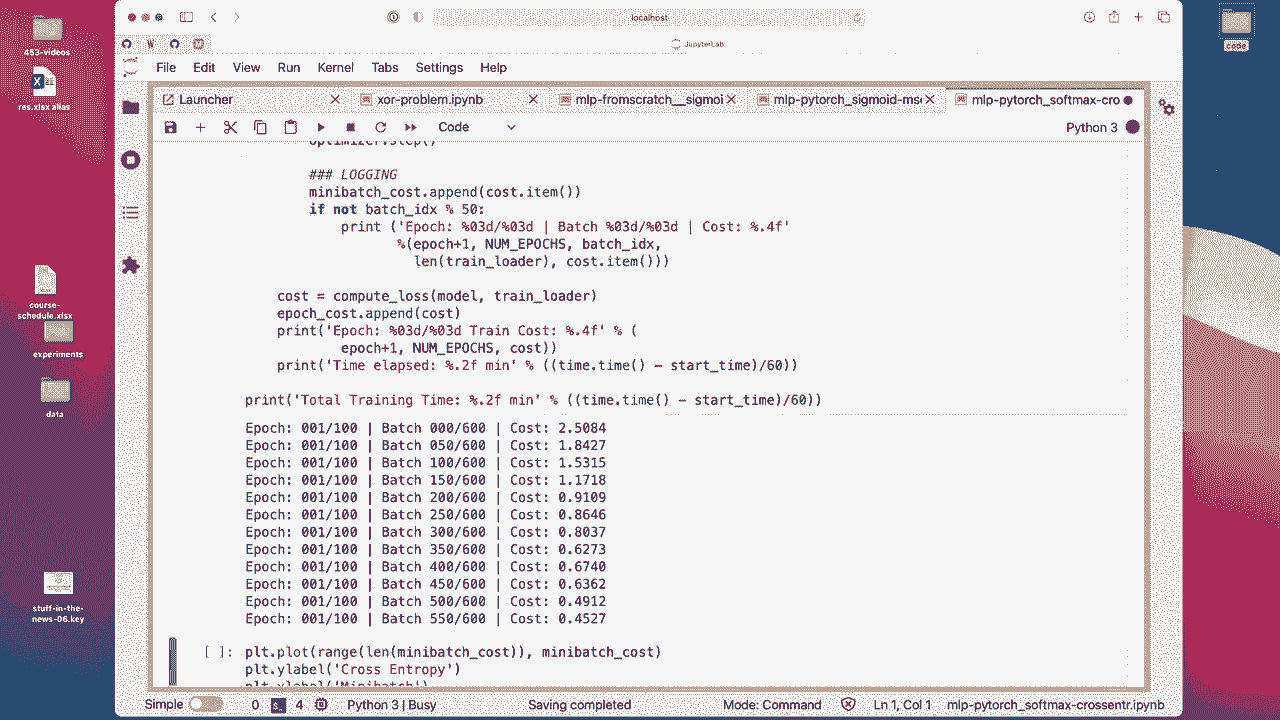 localhost
453-videos
code
JupyterLab
File Edit View Run Kernel Tabs Settings Help
res.xlsx alias
Launcher
xor-problem.ipynb
mlp-fromscratch__sigmoi
mlp-pytorch_sigmoid-mse
mlp-pytorch_softmax-cro
Code
Python 3
optimizer.step()
### LOGGING
minibatch_cost.append(cost.item())
if not batch_idx % 50:
print ('Epoch: %03d/%03d | Batch %03d/%03d | Cost: %.4f'
%(epoch+1, NUM_EPOCHS, batch_idx,
len(train_loader), cost.item()))
cost = compute_loss(model, train_loader)
epoch_cost.append(cost)
print('Epoch: %03d/%03d Train Cost: %.4f' % (
epoch+1, NUM_EPOCHS, cost))
print('Time elapsed: %.2f min' % ((time.time() - start_time)/60))
print('Total Training Time: %.2f min' % ((time.time() - start_time)/60))
course-
schedule.xlsx
experiments
data
stuff-in-the-
news-06.key
Epoch: 001/100 | Batch 000/600 | Cost: 2.5084
Epoch: 001/100 | Batch 050/600 | Cost: 1.8427
Epoch: 001/100 | Batch 100/600 | Cost: 1.5315
Epoch: 001/100 | Batch 150/600 | Cost: 1.1718
Epoch: 001/100 | Batch 200/600 | Cost: 0.9109
Epoch: 001/100 | Batch 250/600 | Cost: 0.8646
Epoch: 001/100 | Batch 300/600 | Cost: 0.8037
Epoch: 001/100 | Batch 350/600 | Cost: 0.6273
Epoch: 001/100 | Batch 400/600 | Cost: 0.6740
Epoch: 001/100 | Batch 450/600 | Cost: 0.6362
Epoch: 001/100 | Batch 500/600 | Cost: 0.4912
Epoch: 001/100 | Batch 550/600 | Cost: 0.4527
[ ]: plt.plot(range(len(minibatch_cost)), minibatch_cost)
plt.ylabel('Cross Entropy')
plt.xlabel('Minibatch')
Simple 0 4 Python 3 | Busy Saving completed Mode: Command Ln 1, Col 1 mlp-pytorch_softmax-crossentr.ipynb